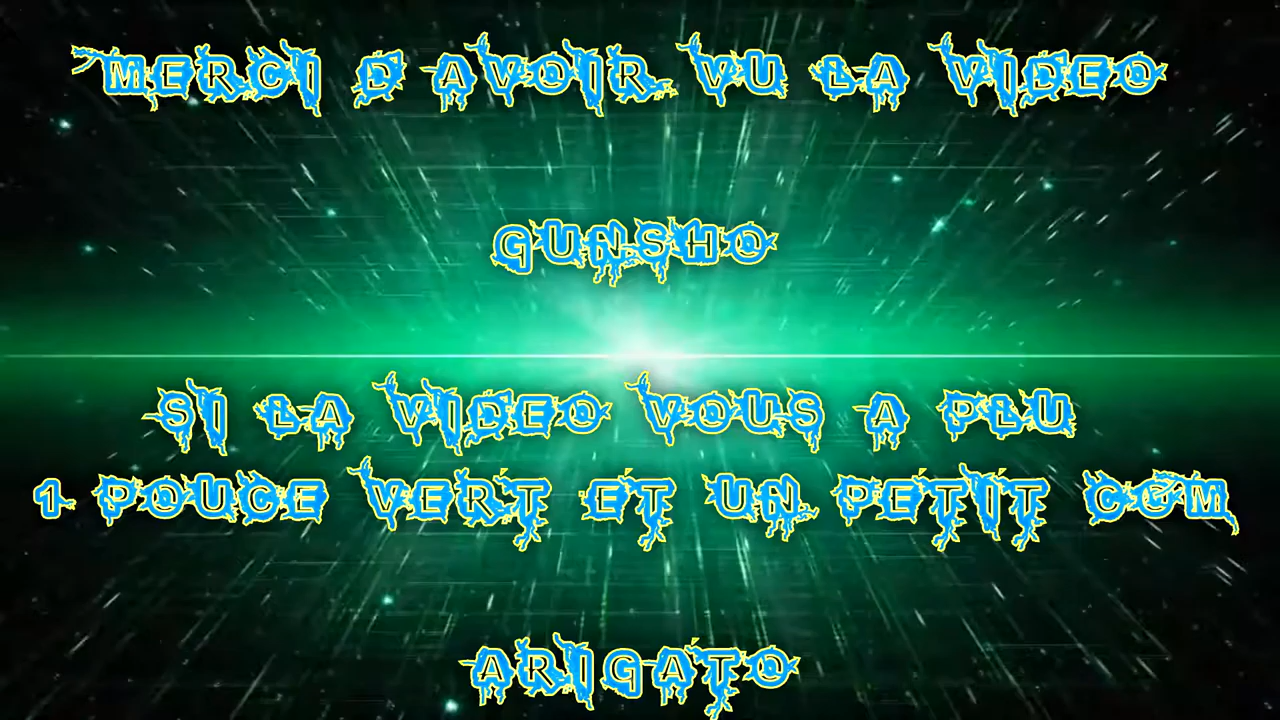 MERCI D AVOIR VU LA VIDEO
GUNSHO
SI LA VIDEO VOUS A PLU
1 POUCE VERT ET UN PETIT COM
ARIGATO